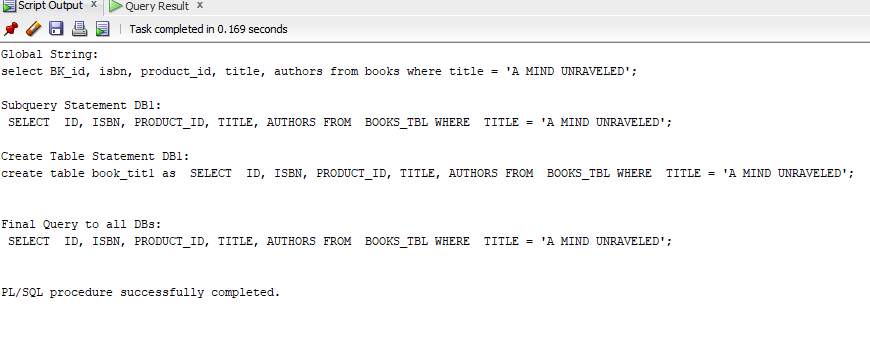 Script Output x Query Result x
Task completed in 0.169 seconds
Global String:
select BK_id, isbn, product_id, title, authors from books where title = 'A MIND UNRAVELED';
Subquery Statement DB1:
SELECT  ID, ISBN, PRODUCT_ID, TITLE, AUTHORS FROM  BOOKS_TBL WHERE  TITLE = 'A MIND UNRAVELED';
Create Table Statement DB1:
create table book_tit1 as  SELECT  ID, ISBN, PRODUCT_ID, TITLE, AUTHORS FROM  BOOKS_TBL WHERE  TITLE = 'A MIND UNRAVELED';
Final Query to all DBs:
SELECT  ID, ISBN, PRODUCT_ID, TITLE, AUTHORS FROM  BOOKS_TBL WHERE  TITLE = 'A MIND UNRAVELED';
PL/SQL procedure successfully completed.